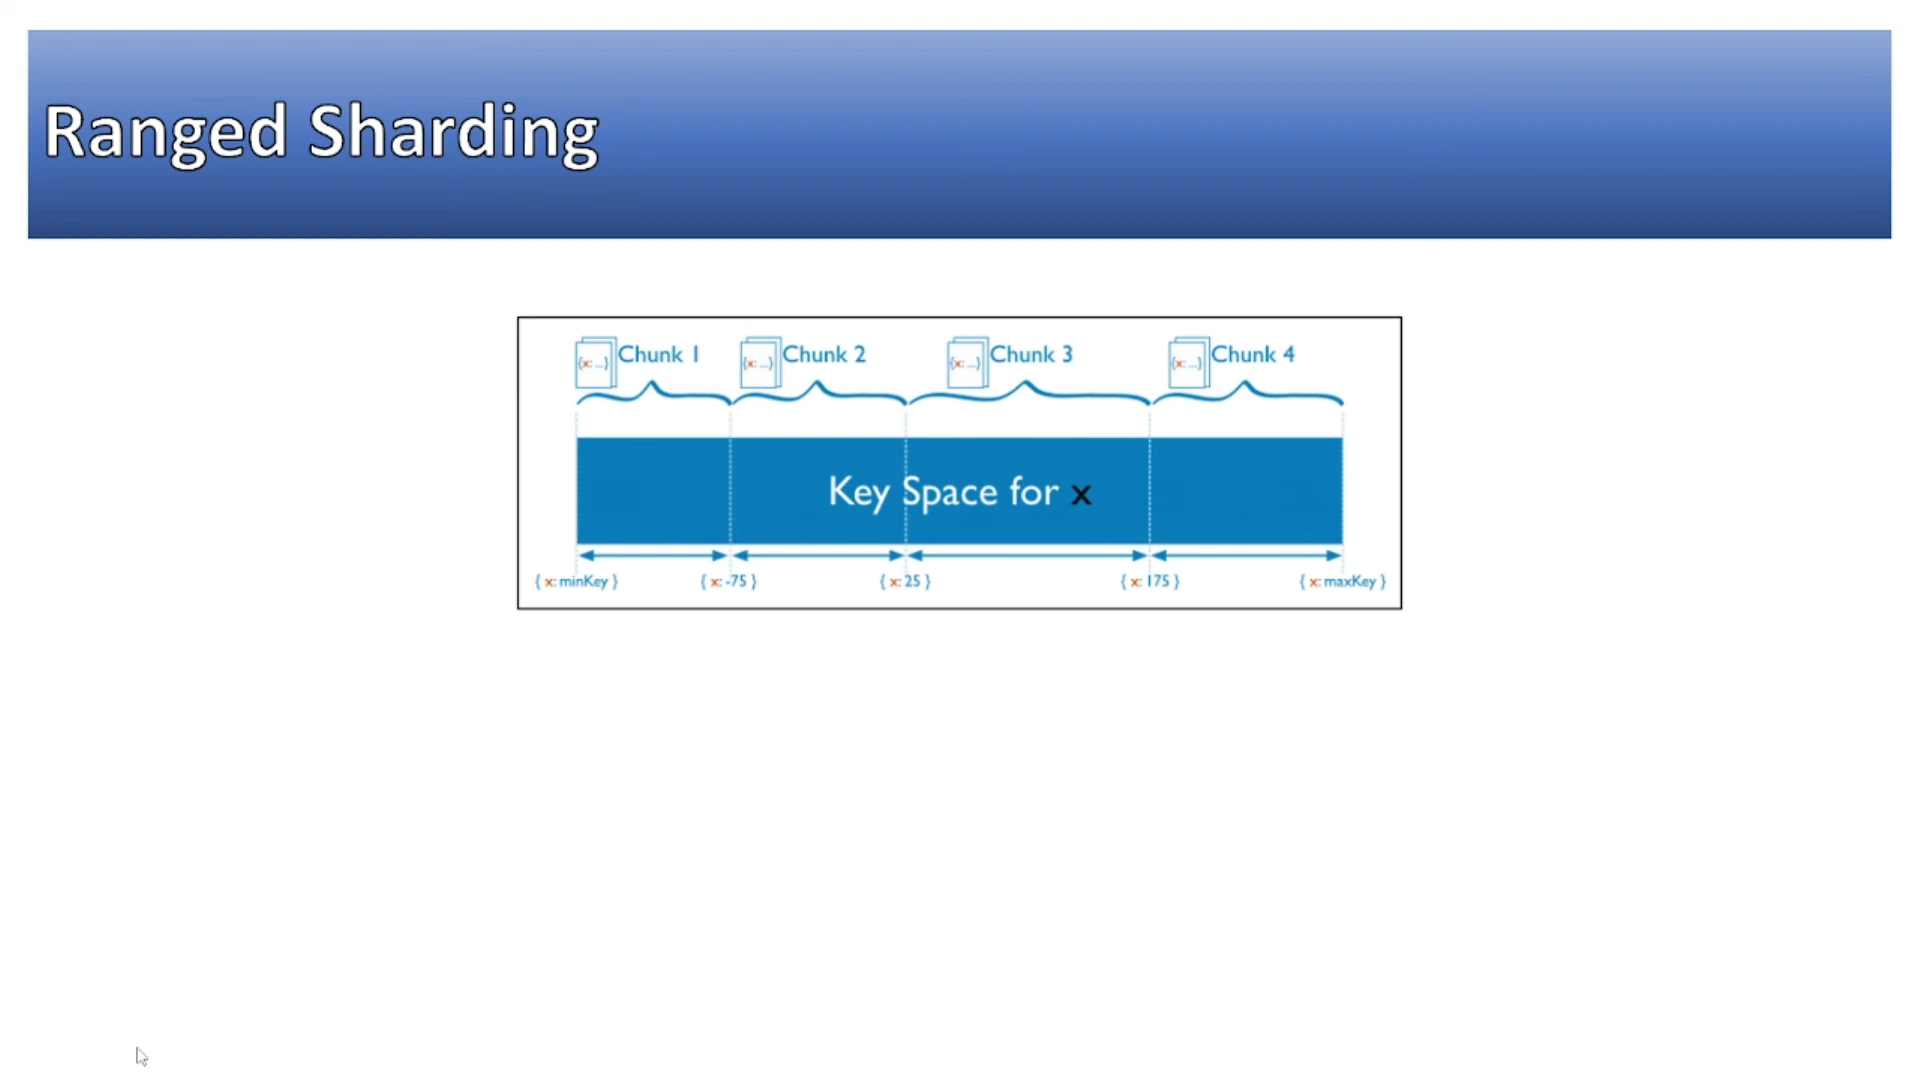 Ranged Sharding
{x: ...} Chunk 1 {x: ...} Chunk 2 {x: ...} Chunk 3 {x: ...} Chunk 4
Key Space for x
{ x: minKey } { x: -75 } { x: 25 } { x: 175 } { x: maxKey }